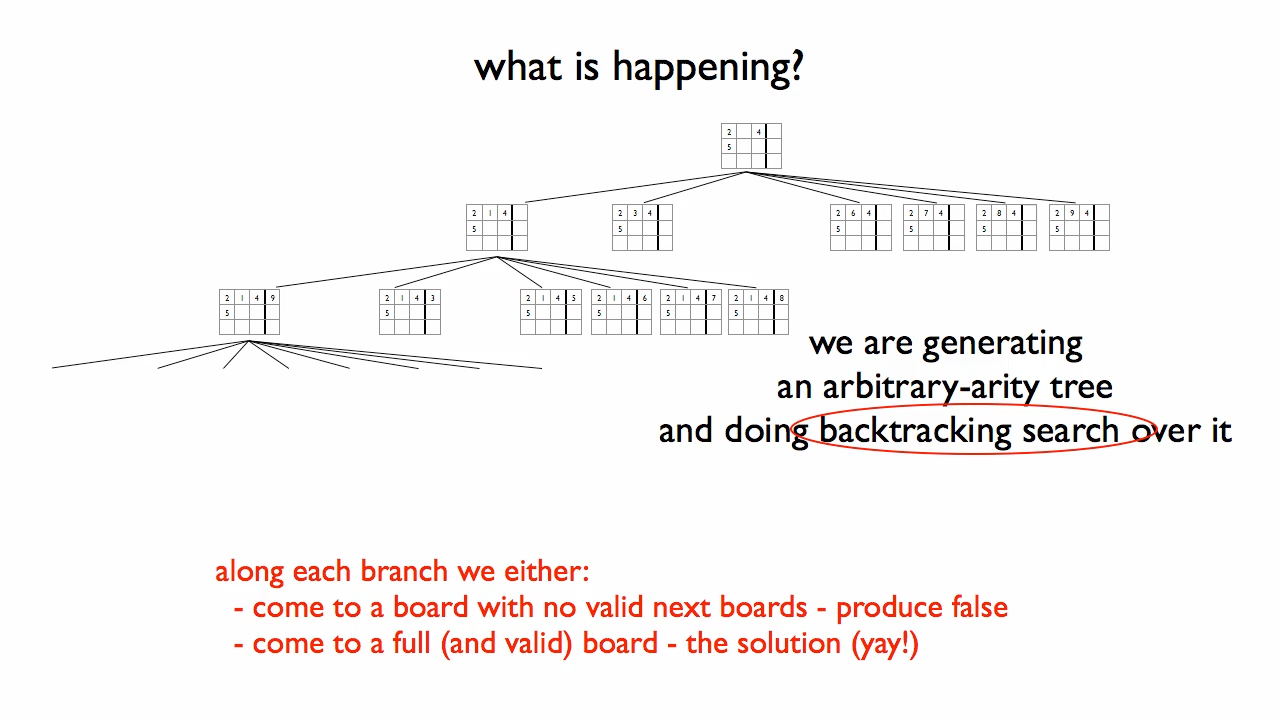 what is happening?
2 4
5
2 1 4
5
2 3 4
5
2 6 4
5
2 7 4
5
2 8 4
5
2 9 4
5
2 1 4 9
5
2 1 4 3
5
2 1 4 5
5
2 1 4 6
5
2 1 4 7
5
2 1 4 8
5
we are generating
an arbitrary-arity tree
and doing backtracking search over it
along each branch we either:
- come to a board with no valid next boards - produce false
- come to a full (and valid) board - the solution (yay!)